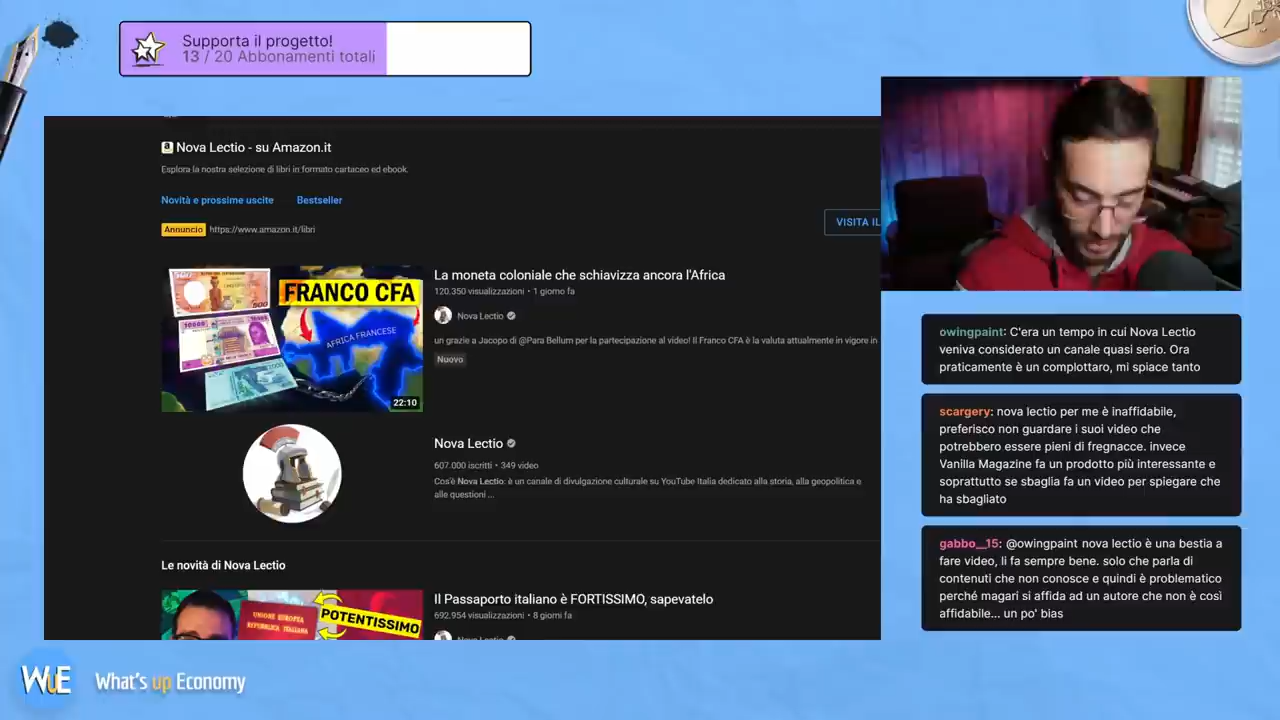 Supporta il progetto!
13 / 20 Abbonamenti totali
Nova Lectio - su Amazon.it
Esplora la nostra selezione di libri in formato cartaceo ed ebook.
Novità e prossime uscite
Bestseller
Annuncio https://www.amazon.it/libri
VISITA IL
FRANCO CFA
AFRICA FRANCESE
500
500
10000
22:10
La moneta coloniale che schiavizza ancora l'Africa
120.350 visualizzazioni • 1 giorno fa
Nova Lectio
un grazie a Jacopo di @Para Bellum per la partecipazione al video! Il Franco CFA è la valuta attualmente in vigore in
Nuovo
Nova Lectio
607.000 iscritti • 349 video
Cos'è Nova Lectio: è un canale di divulgazione culturale su YouTube Italia dedicato alla storia, alla geopolitica e
alle questioni ...
Le novità di Nova Lectio
UNIONE EUROPEA
REPUBBLICA ITALIANA
POTENTISSIMO
Il Passaporto italiano è FORTISSIMO, sapevatelo
692.954 visualizzazioni • 8 giorni fa
Nova Lectio
owingpaint: C'era un tempo in cui Nova Lectio
veniva considerato un canale quasi serio. Ora
praticamente è un complottaro, mi spiace tanto
scargery: nova lectio per me è inaffidabile,
preferisco non guardare i suoi video che
potrebbero essere pieni di fregnacce. invece
Vanilla Magazine fa un prodotto più interessante e
soprattutto se sbaglia fa un video per spiegare che
ha sbagliato
gabbo__15: @owingpaint nova lectio è una bestia a
fare video, li fa sempre bene. solo che parla di
contenuti che non conosce e quindi è problematico
perché magari si affida ad un autore che non è così
affidabile... un po' bias
WUE
What's up Economy